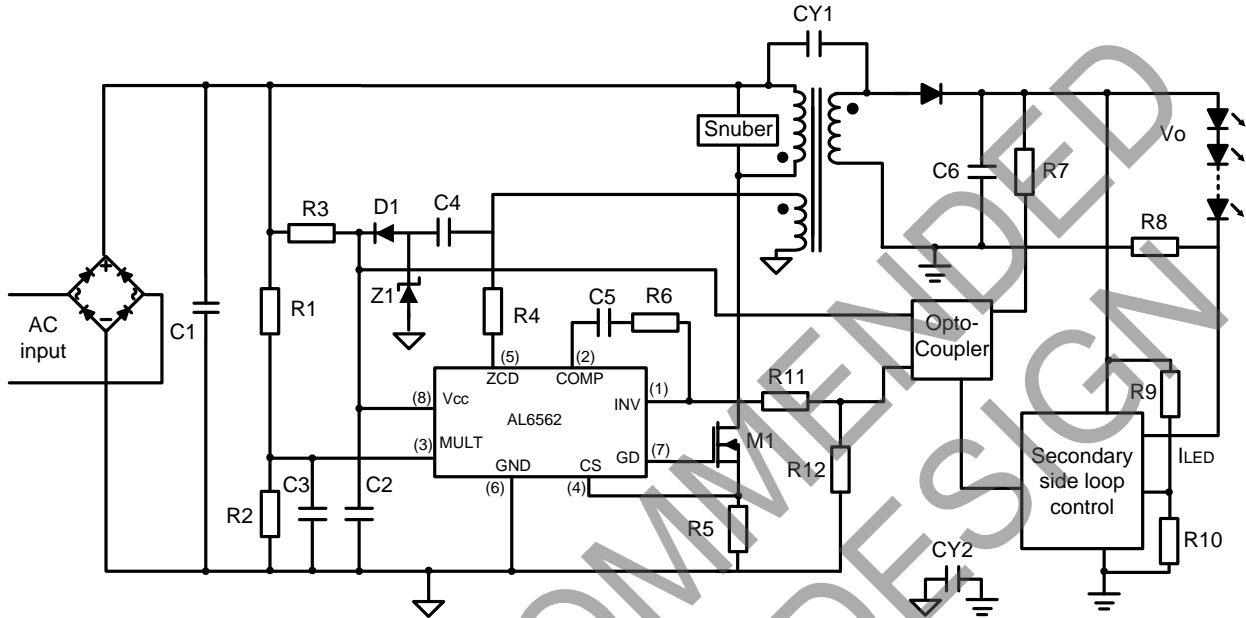 CY1
Snuber
Vo
C6
R7
R8
R3
D1
C4
Z1
AC
input
C1
R1
R4
C5
R6
Opto-
Coupler
(5)
(2)
ZCD
COMP
(1)
R11
R9
(8)
Vcc
INV
AL6562
(3)
MULT
GD
(7)
M1
ILED
GND
CS
(6)
(4)
R12
Secondary
side loop
control
R2
C3
C2
R5
R10
CY2
+
−
OMMENDED
DESIGN